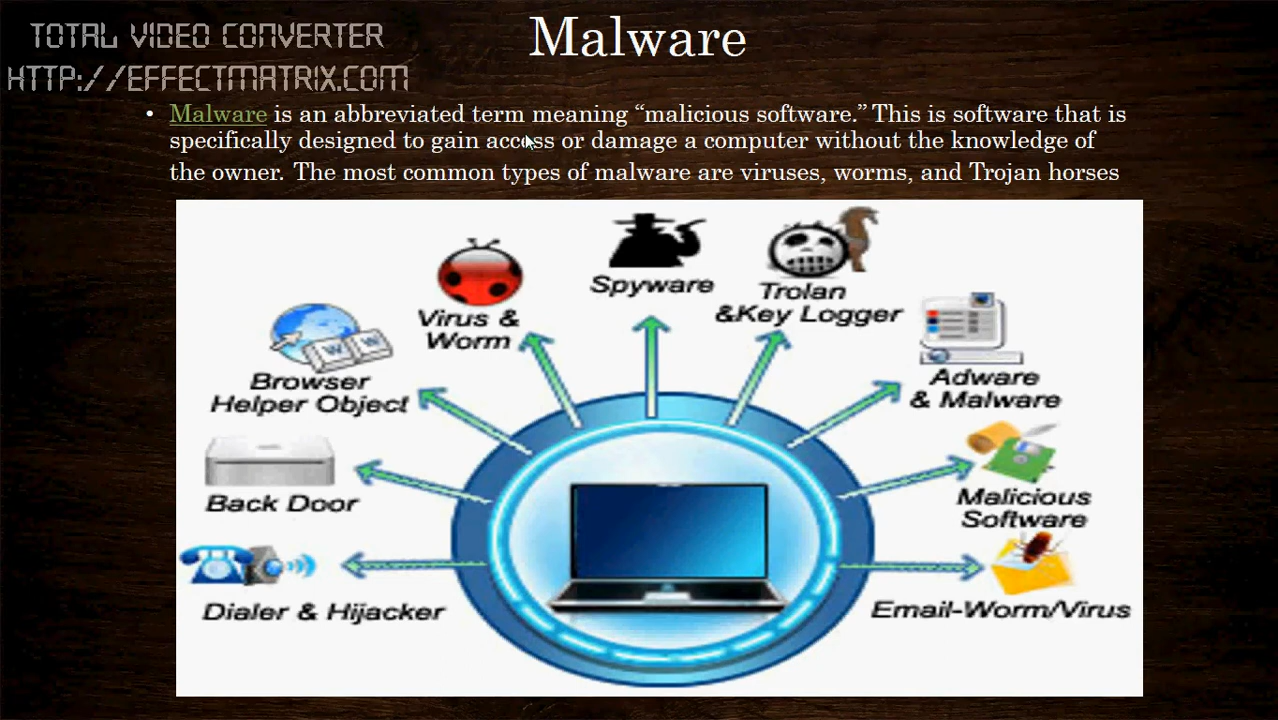 TOTAL VIDEO CONVERTER
HTTP://EFFECTMATRIX.COM
Malware
• Malware is an abbreviated term meaning “malicious software.” This is software that is
specifically designed to gain access or damage a computer without the knowledge of
the owner. The most common types of malware are viruses, worms, and Trojan horses
Spyware
Trolan
&Key Logger
Virus &
Worm
Browser
Helper Object
Adware
& Malware
Back Door
Malicious
Software
Dialer & Hijacker
Email-Worm/Virus